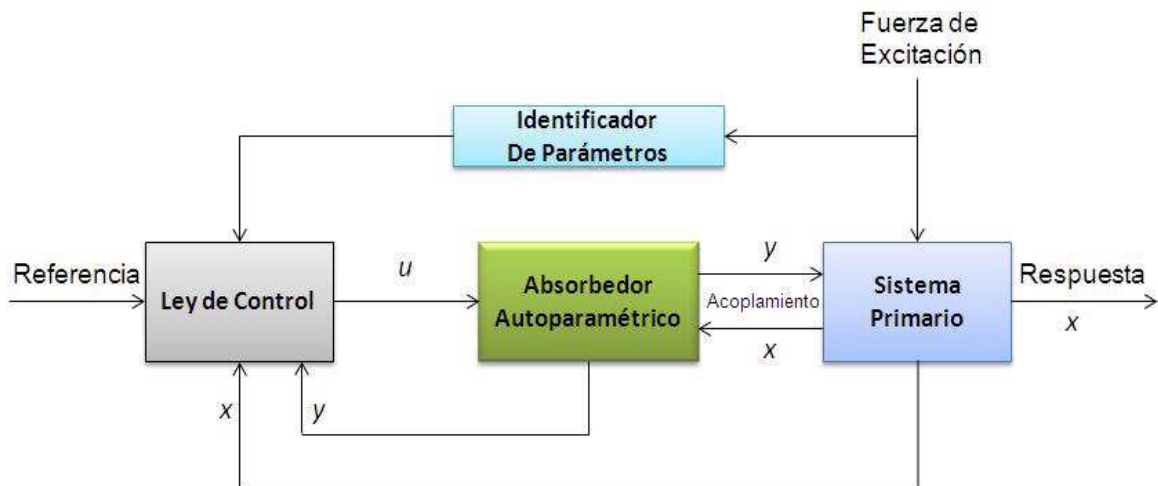 Fuerza de
Excitación
Identificador
De Parámetros
Referencia
Ley de Control
u
Absorbedor
Autoparamétrico
y
Acoplamiento
x
Sistema
Primario
Respuesta
x
x
y